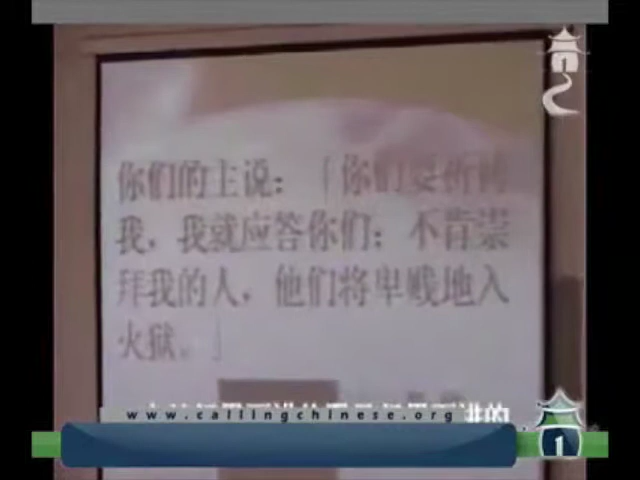 你们的主说：「你们要祈祷
我，我就应答你们；不肯崇
拜我的人，他们将卑贱地入
火狱。」
www.callingchinese.org
1